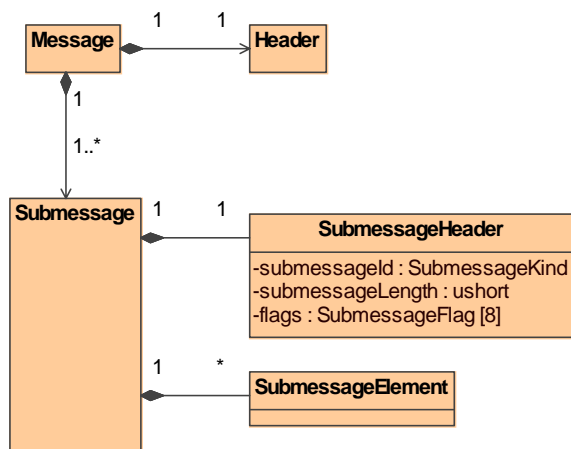 1 1
Message Header
1
1..*
Submessage
1 1
SubmessageHeader
-submessageId : SubmessageKind
-submessageLength : ushort
-flags : SubmessageFlag [8]
1 *
SubmessageElement